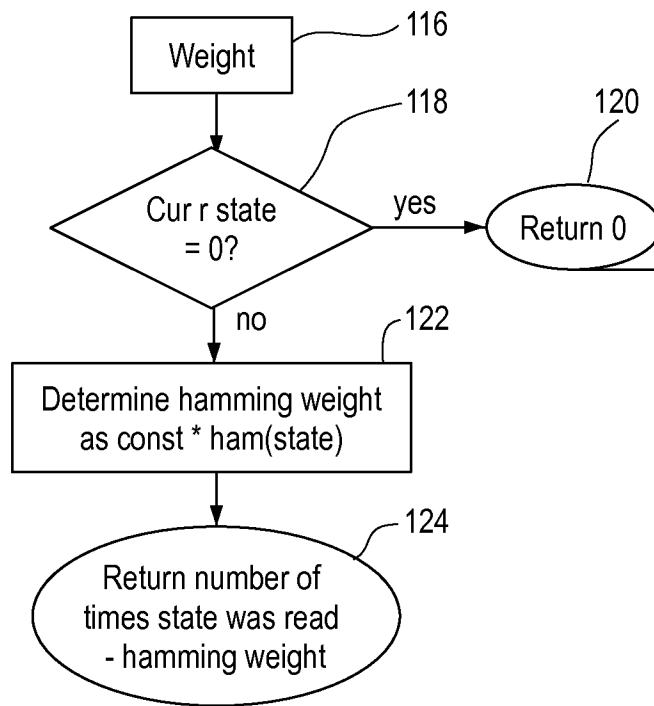 116
Weight
118
120
Cur r state
= 0?
yes
Return 0
no
122
Determine hamming weight
as const * ham(state)
124
Return number of
times state was read
- hamming weight